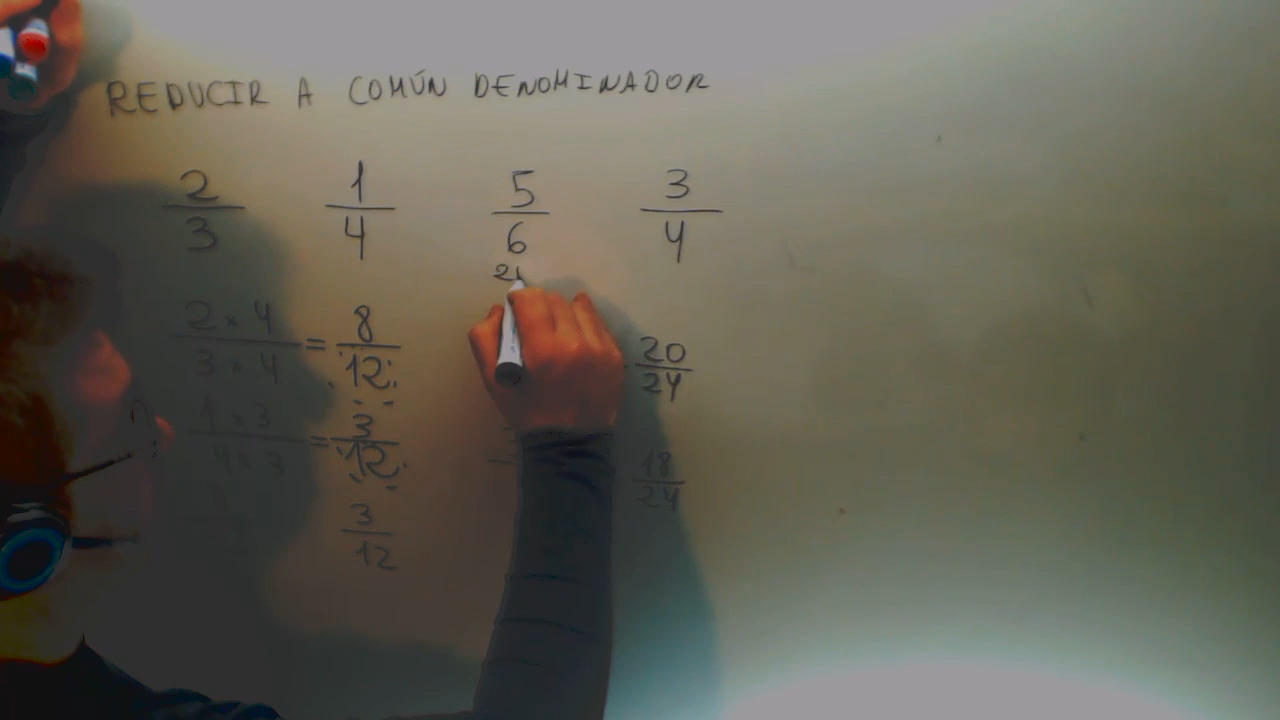 REDUCIR A COMÚN DENOMINADOR
2/3 1/4 5/6 3/4
2 x 4 / 3 x 4 = 8/12 20/24
1 x 3 / 4 x 3 = 3/12 18/24
3/12